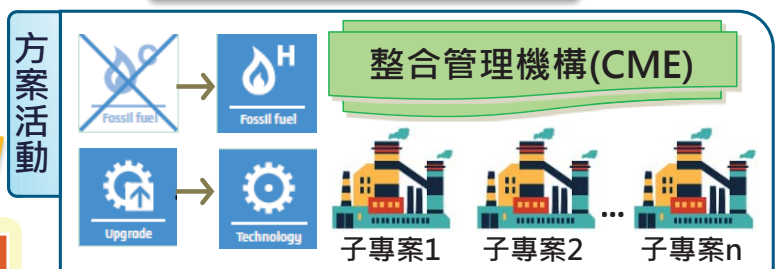 方案活動
C
Fossil fuel
H
Fossil fuel
整合管理機構(CME)
Upgrade
Technology
子專案1
子專案2
...
子專案n